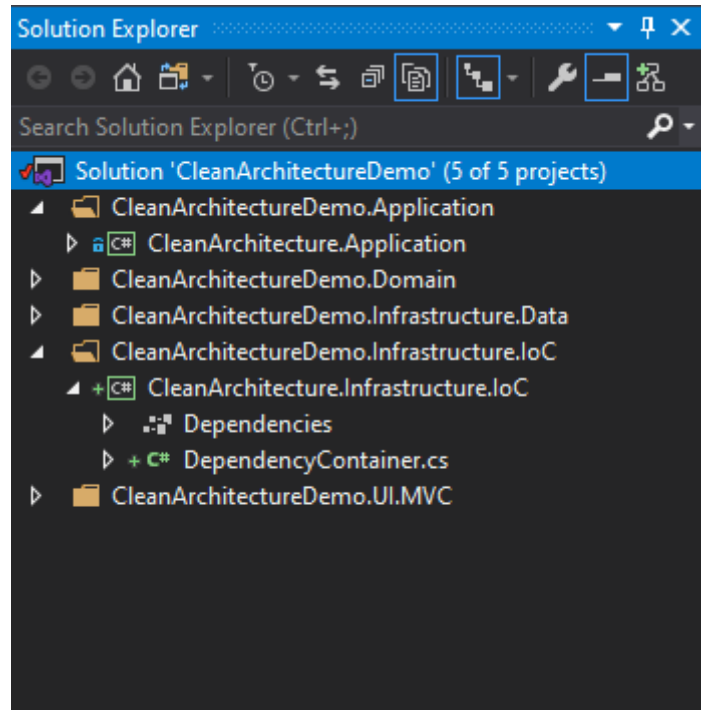 Solution Explorer
Search Solution Explorer (Ctrl+;)
Solution 'CleanArchitectureDemo' (5 of 5 projects)
CleanArchitectureDemo.Application
C# CleanArchitecture.Application
CleanArchitectureDemo.Domain
CleanArchitectureDemo.Infrastructure.Data
CleanArchitectureDemo.Infrastructure.IoC
+ C# CleanArchitecture.Infrastructure.IoC
Dependencies
+ C# DependencyContainer.cs
CleanArchitectureDemo.UI.MVC